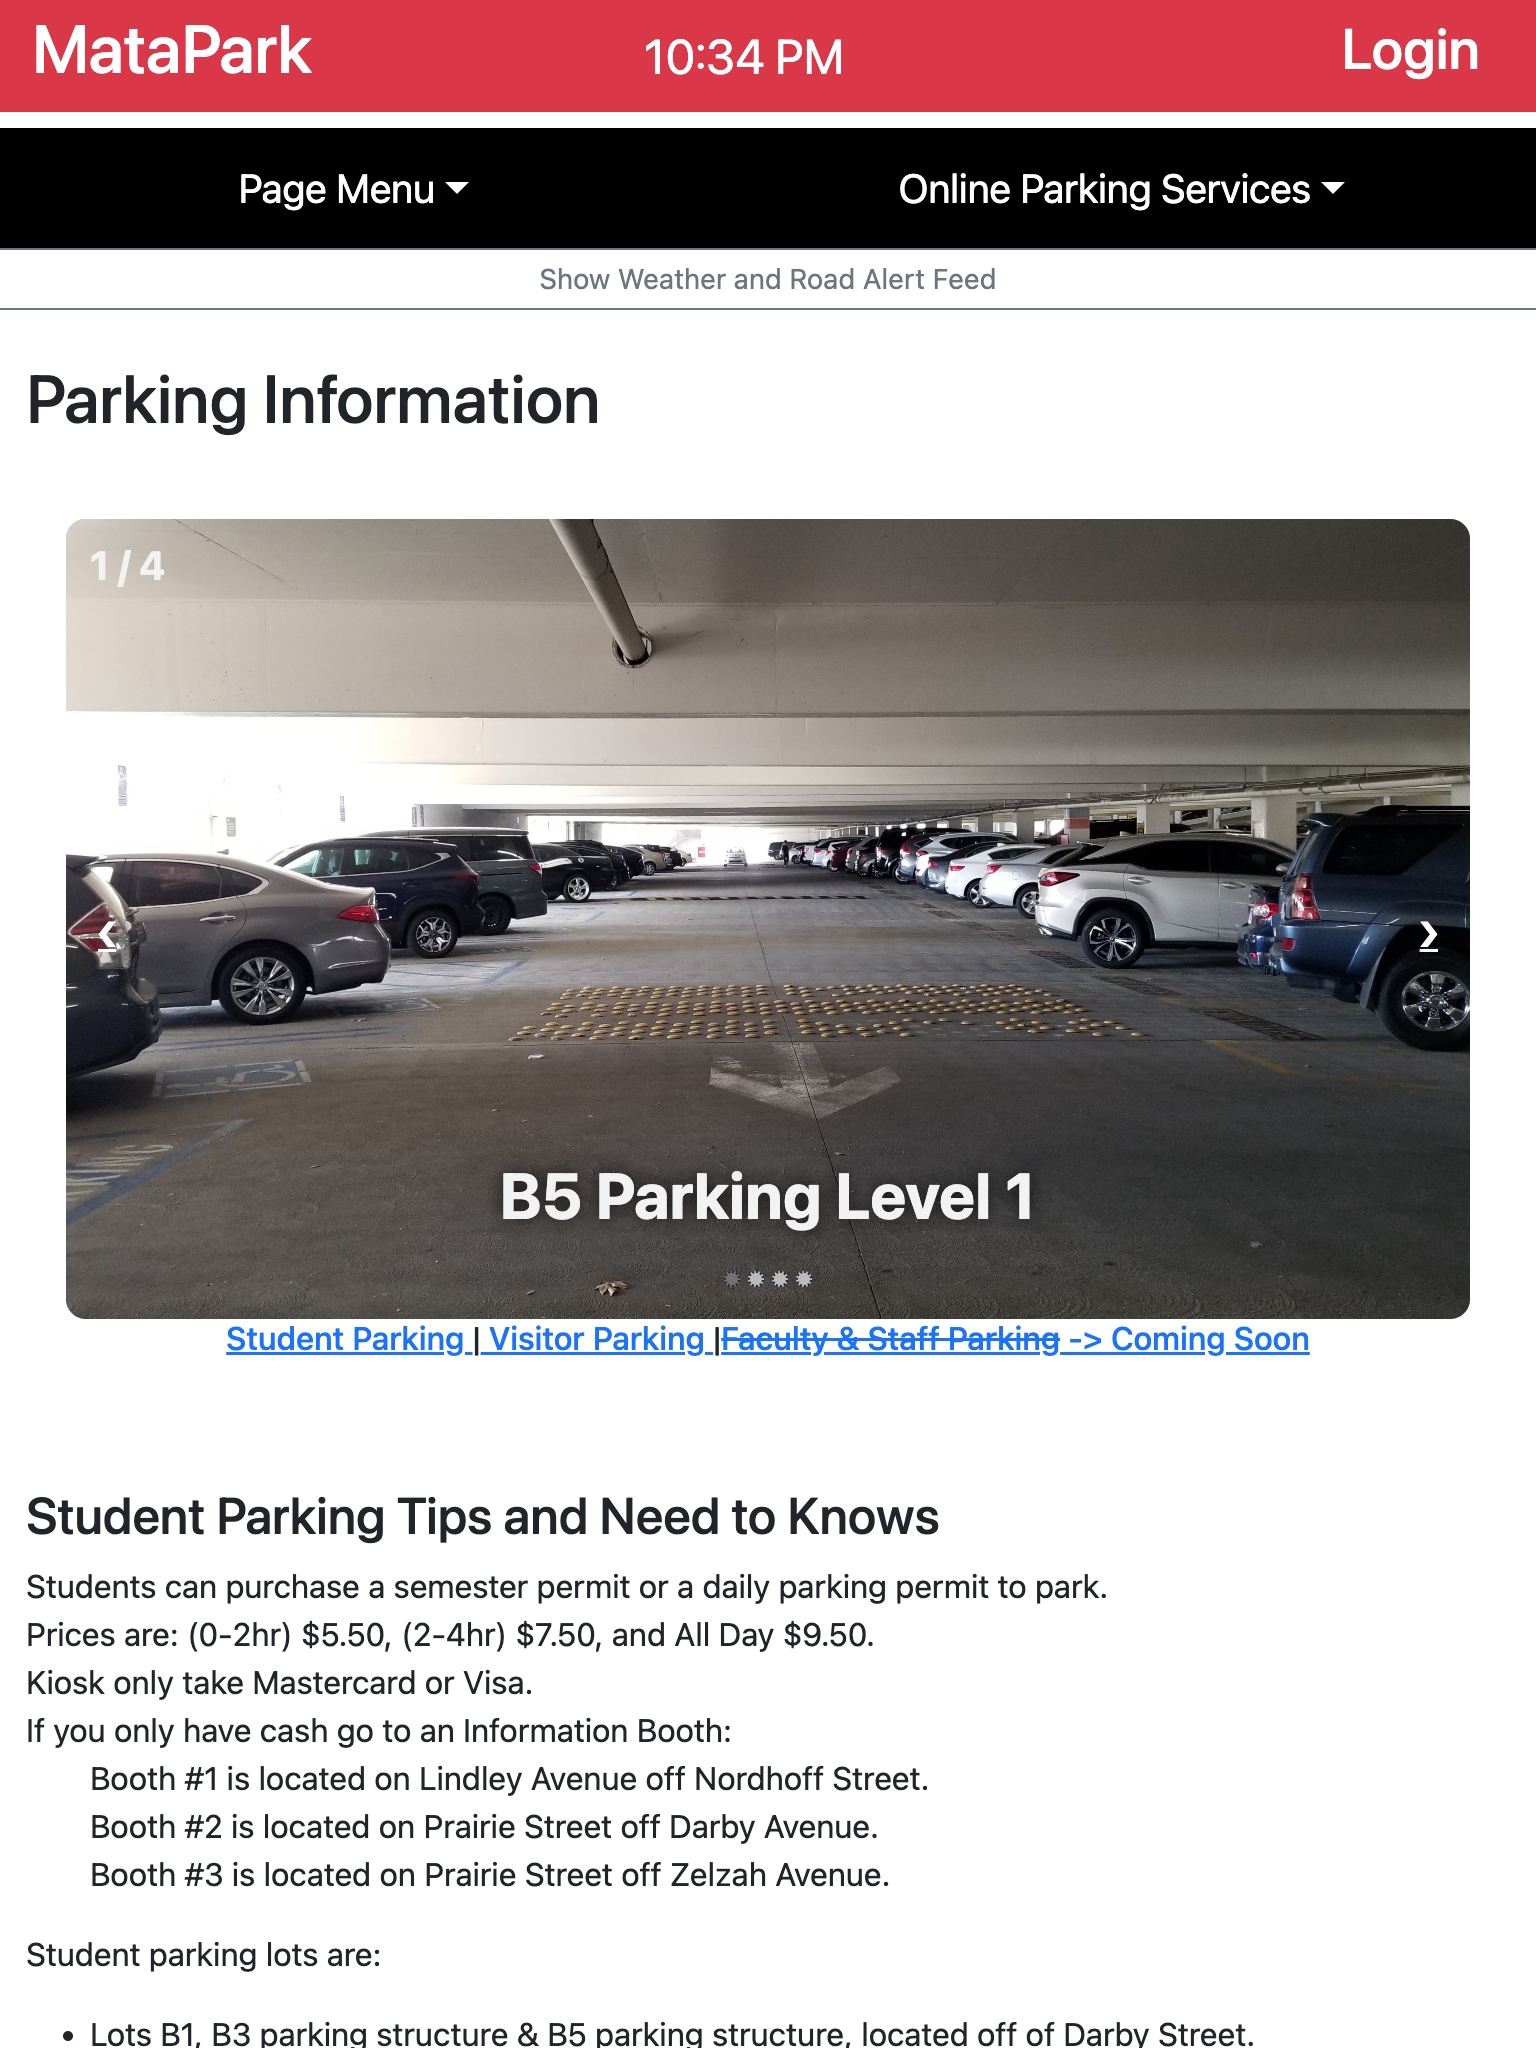 MataPark
10:34 PM
Login
Page Menu
Online Parking Services
Show Weather and Road Alert Feed
Parking Information
1 / 4
B5 Parking Level 1
Student Parking | Visitor Parking |Faculty & Staff Parking -> Coming Soon
Student Parking Tips and Need to Knows
Students can purchase a semester permit or a daily parking permit to park.
Prices are: (0-2hr) $5.50, (2-4hr) $7.50, and All Day $9.50.
Kiosk only take Mastercard or Visa.
If you only have cash go to an Information Booth:
Booth #1 is located on Lindley Avenue off Nordhoff Street.
Booth #2 is located on Prairie Street off Darby Avenue.
Booth #3 is located on Prairie Street off Zelzah Avenue.
Student parking lots are:
• Lots B1, B3 parking structure & B5 parking structure, located off of Darby Street.